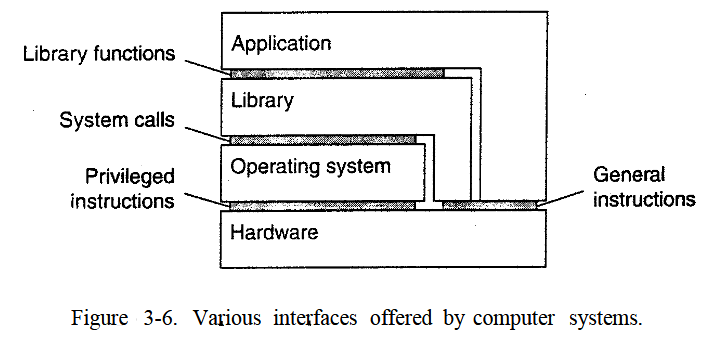 Application
Library functions
Library
System calls
Operating system
Privileged
instructions
General
instructions
Hardware
Figure 3-6. Various interfaces offered by computer systems.